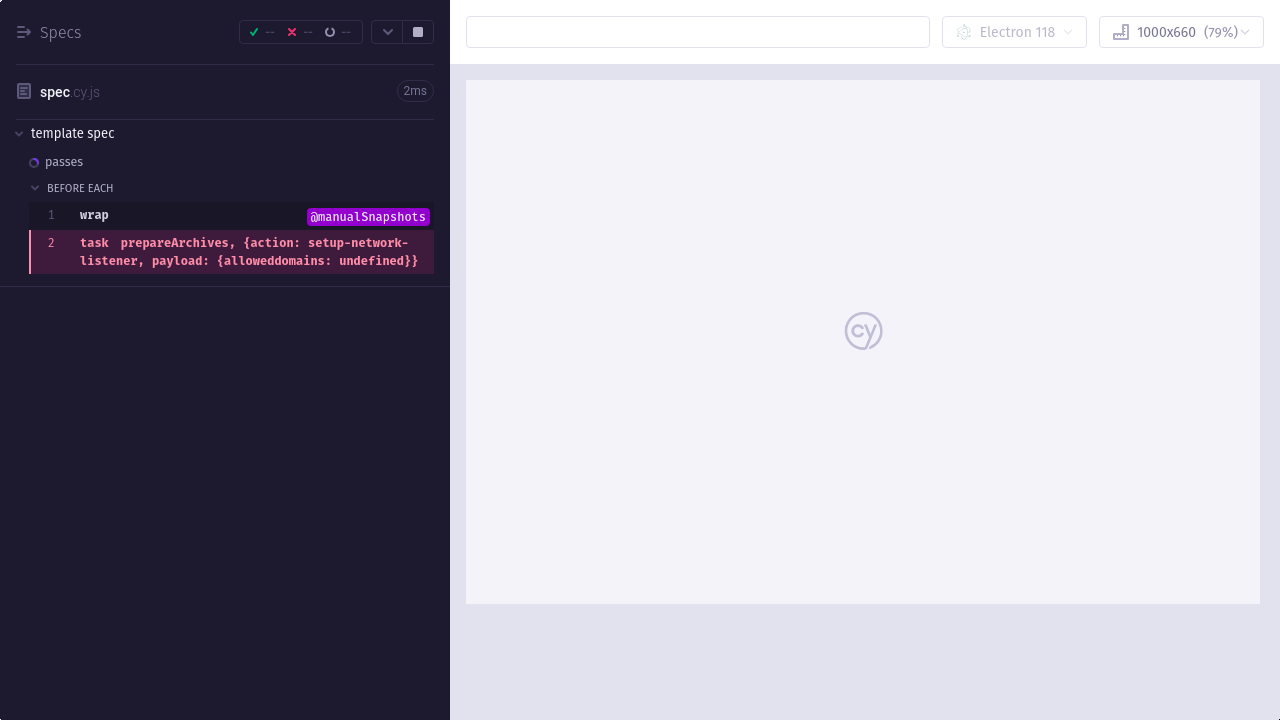 Specs
--
--
--
Electron 118
1000x660 (79%)
spec.cy.js
2ms
template spec
passes
BEFORE EACH
1 wrap @manualSnapshots
2 task prepareArchives, {action: setup-network-
listener, payload: {alloweddomains: undefined}}
cy